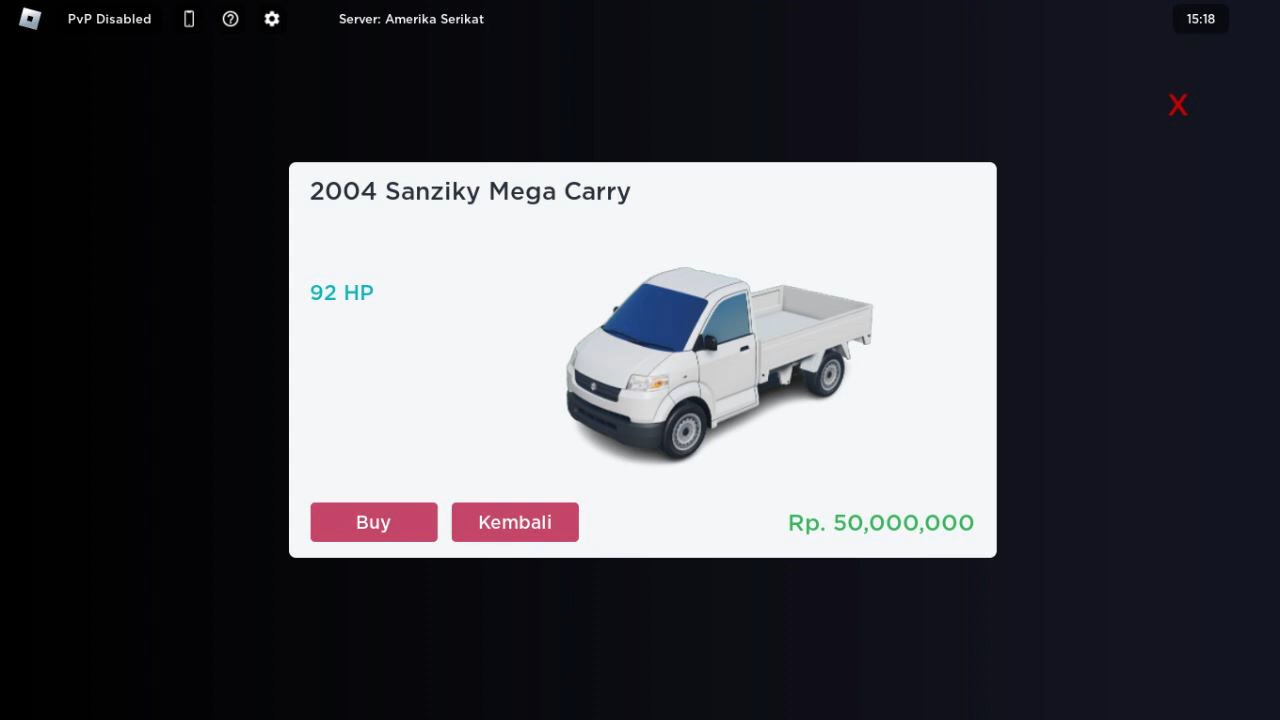 PvP Disabled
Server: Amerika Serikat
15:18
X
2004 Sanziky Mega Carry
92 HP
Buy
Kembali
Rp. 50,000,000